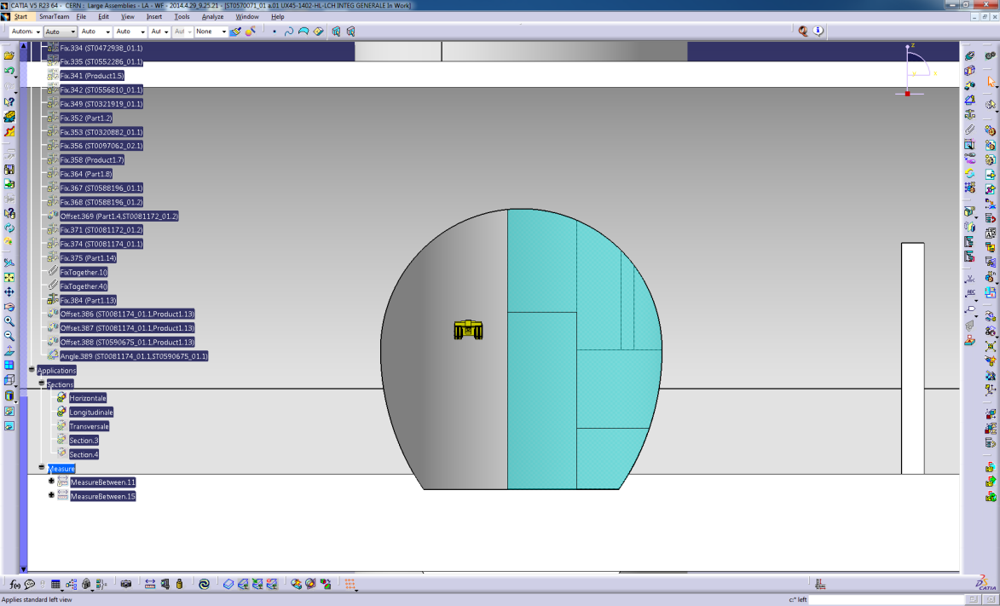 CATIA V5 R23 64 - CERN : Large Assemblies - LA - WF - 2014.4.29_9.25.21 - [ST0570071_01 a.01 UX45-1402-HL-LCH INTEG GENERALE In Work]
Start SmarTeam File Edit View Insert Tools Analyze Window Help
Autom Auto Auto Auto Aut Aut None
Fix.334 (ST0472938_01.1)
Fix.335 (ST0552286_01.1)
Fix.341 (Product1.5)
Fix.342 (ST0556810_01.1)
Fix.349 (ST0321919_01.1)
Fix.352 (Part1.2)
Fix.353 (ST0320882_01.1)
Fix.356 (ST0097062_02.1)
Fix.358 (Product1.7)
Fix.364 (Part1.8)
Fix.367 (ST0588196_01.1)
Fix.368 (ST0588196_01.2)
Offset.369 (Part1.4,ST0081172_01.2)
Fix.371 (ST0081172_01.2)
Fix.374 (ST0081174_01.1)
Fix.375 (Part1.14)
FixTogether.1()
FixTogether.4()
Fix.384 (Part1.13)
Offset.386 (ST0081174_01.1,Product1.13)
Offset.387 (ST0081174_01.1,Product1.13)
Offset.388 (ST0590675_01.1,Product1.13)
Angle.389 (ST0081174_01.1,ST0590675_01.1)
Applications
Sections
Horizontale
Longitudinale
Transversale
Section.3
Section.4
Measure
MeasureBetween.11
MeasureBetween.15
z
y x
ABC
f(x)
CATIA
Applies standard left view
c:" left